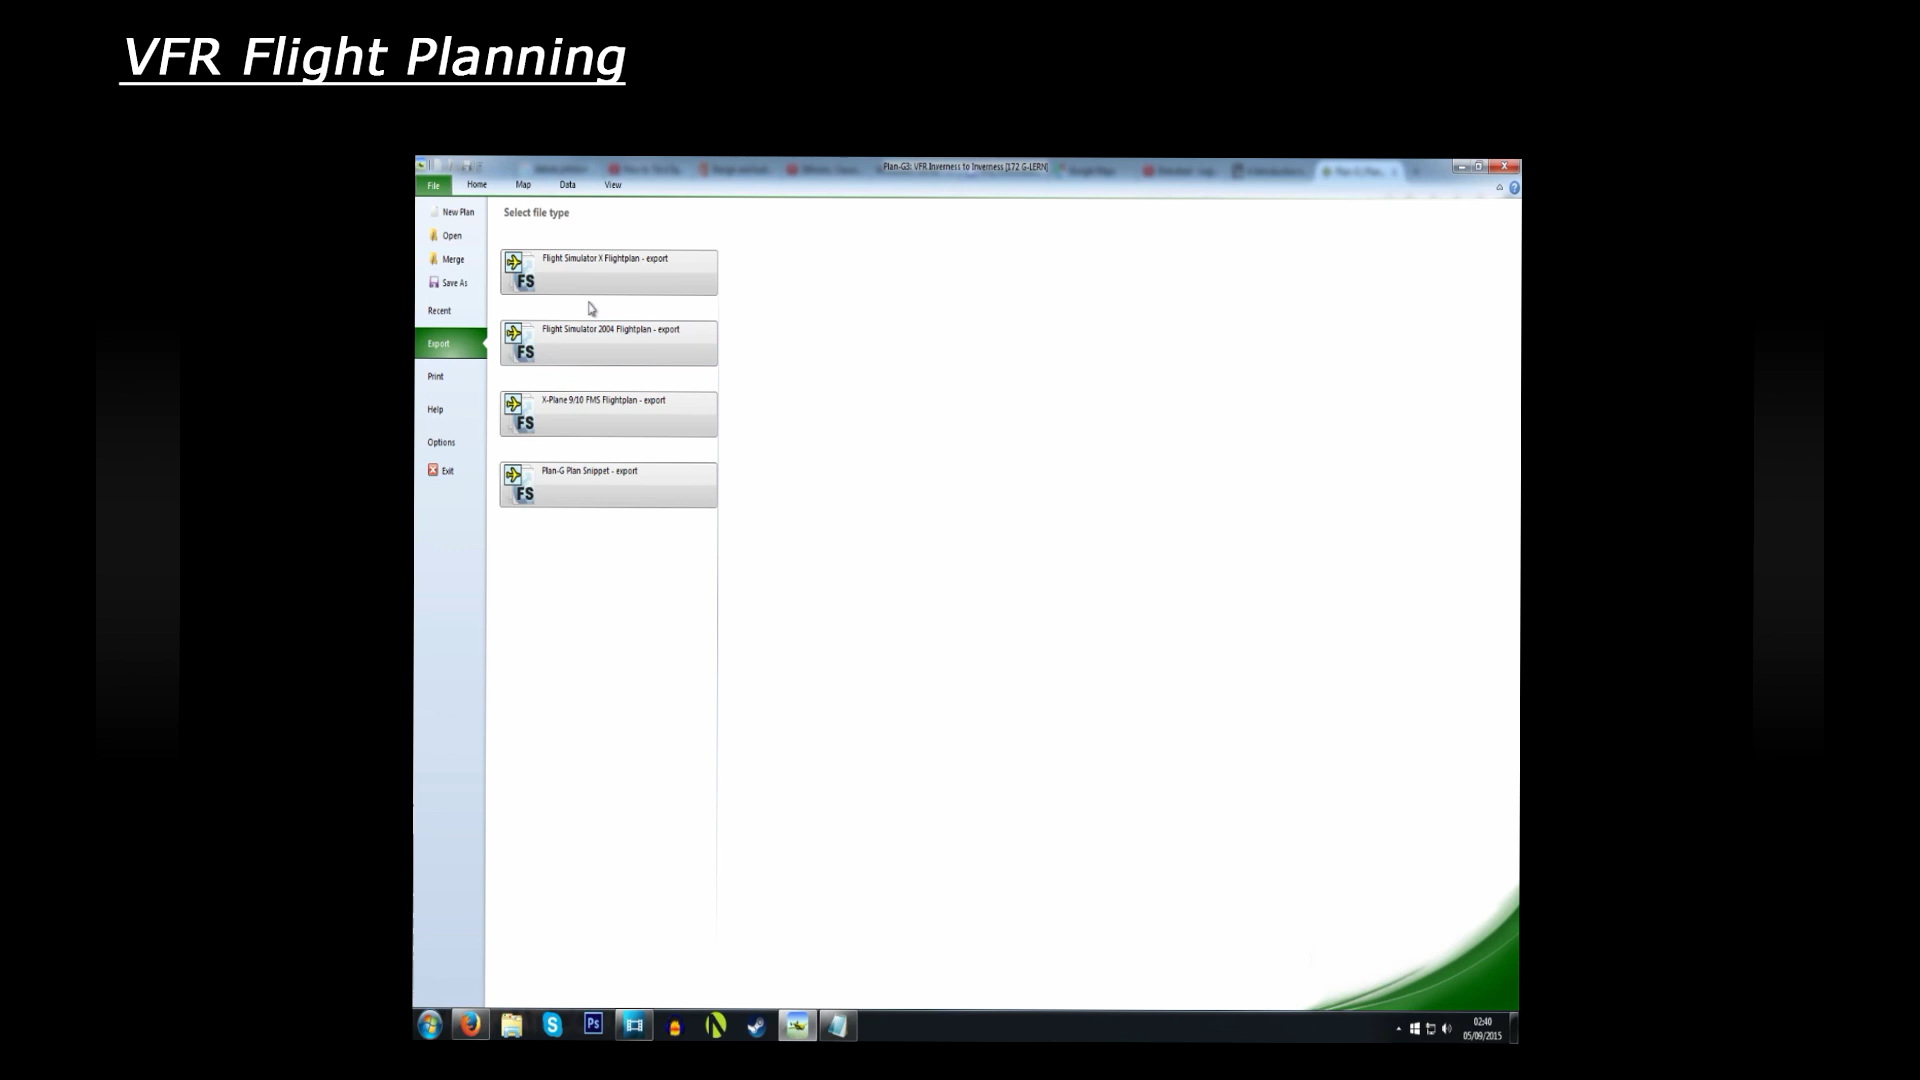 VFR Flight Planning
Plan-G3: VFR Inverness to Inverness [172 G-LERN]
File Home Map Data View
New Plan
Open
Merge
Save As
Recent
Export
Print
Help
Options
Exit
Select file type
Flight Simulator X Flightplan - export
FS
Flight Simulator 2004 Flightplan - export
FS
X-Plane 9/10 FMS Flightplan - export
FS
Plan-G Plan Snippet - export
FS
Ps
02:40
05/09/2015